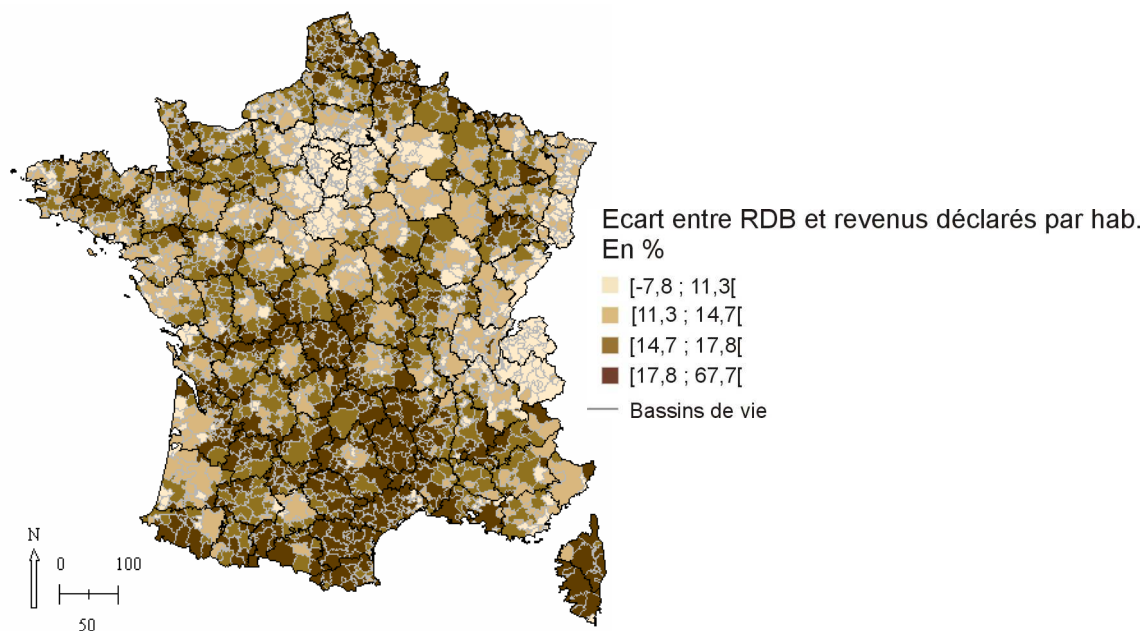 Ecart entre RDB et revenus déclarés par hab.
En %
[-7,8 ; 11,3[
[11,3 ; 14,7[
[14,7 ; 17,8[
[17,8 ; 67,7[
Bassins de vie
N
0 100
50